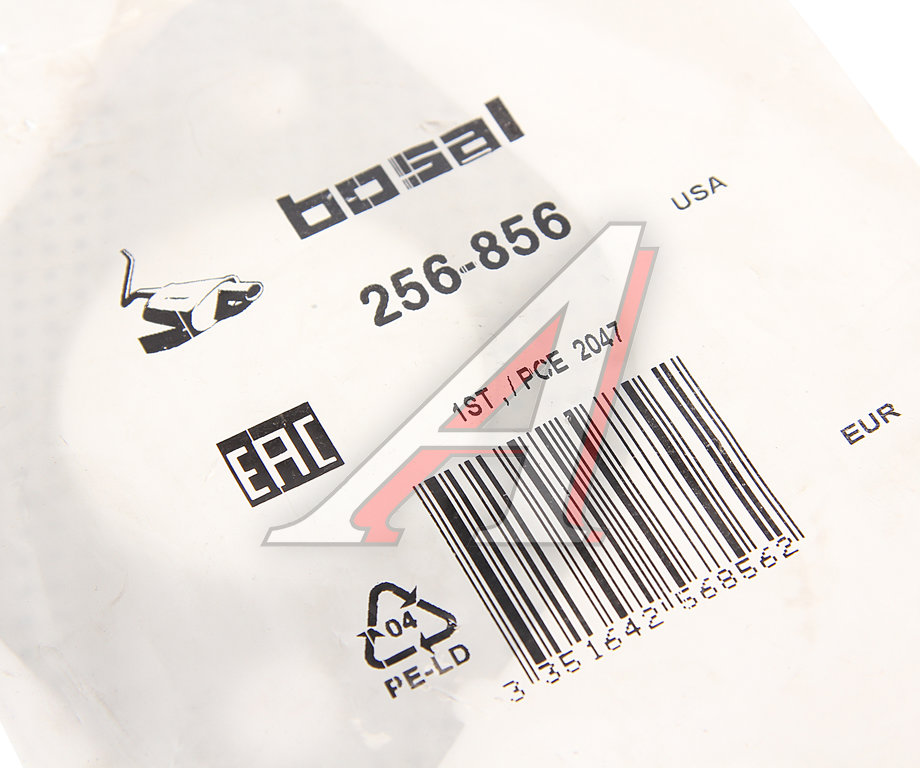 bosal
USA
256-856
1ST , / PCE 2047
EAC
EUR
3 351642 568562
04
PE-LD